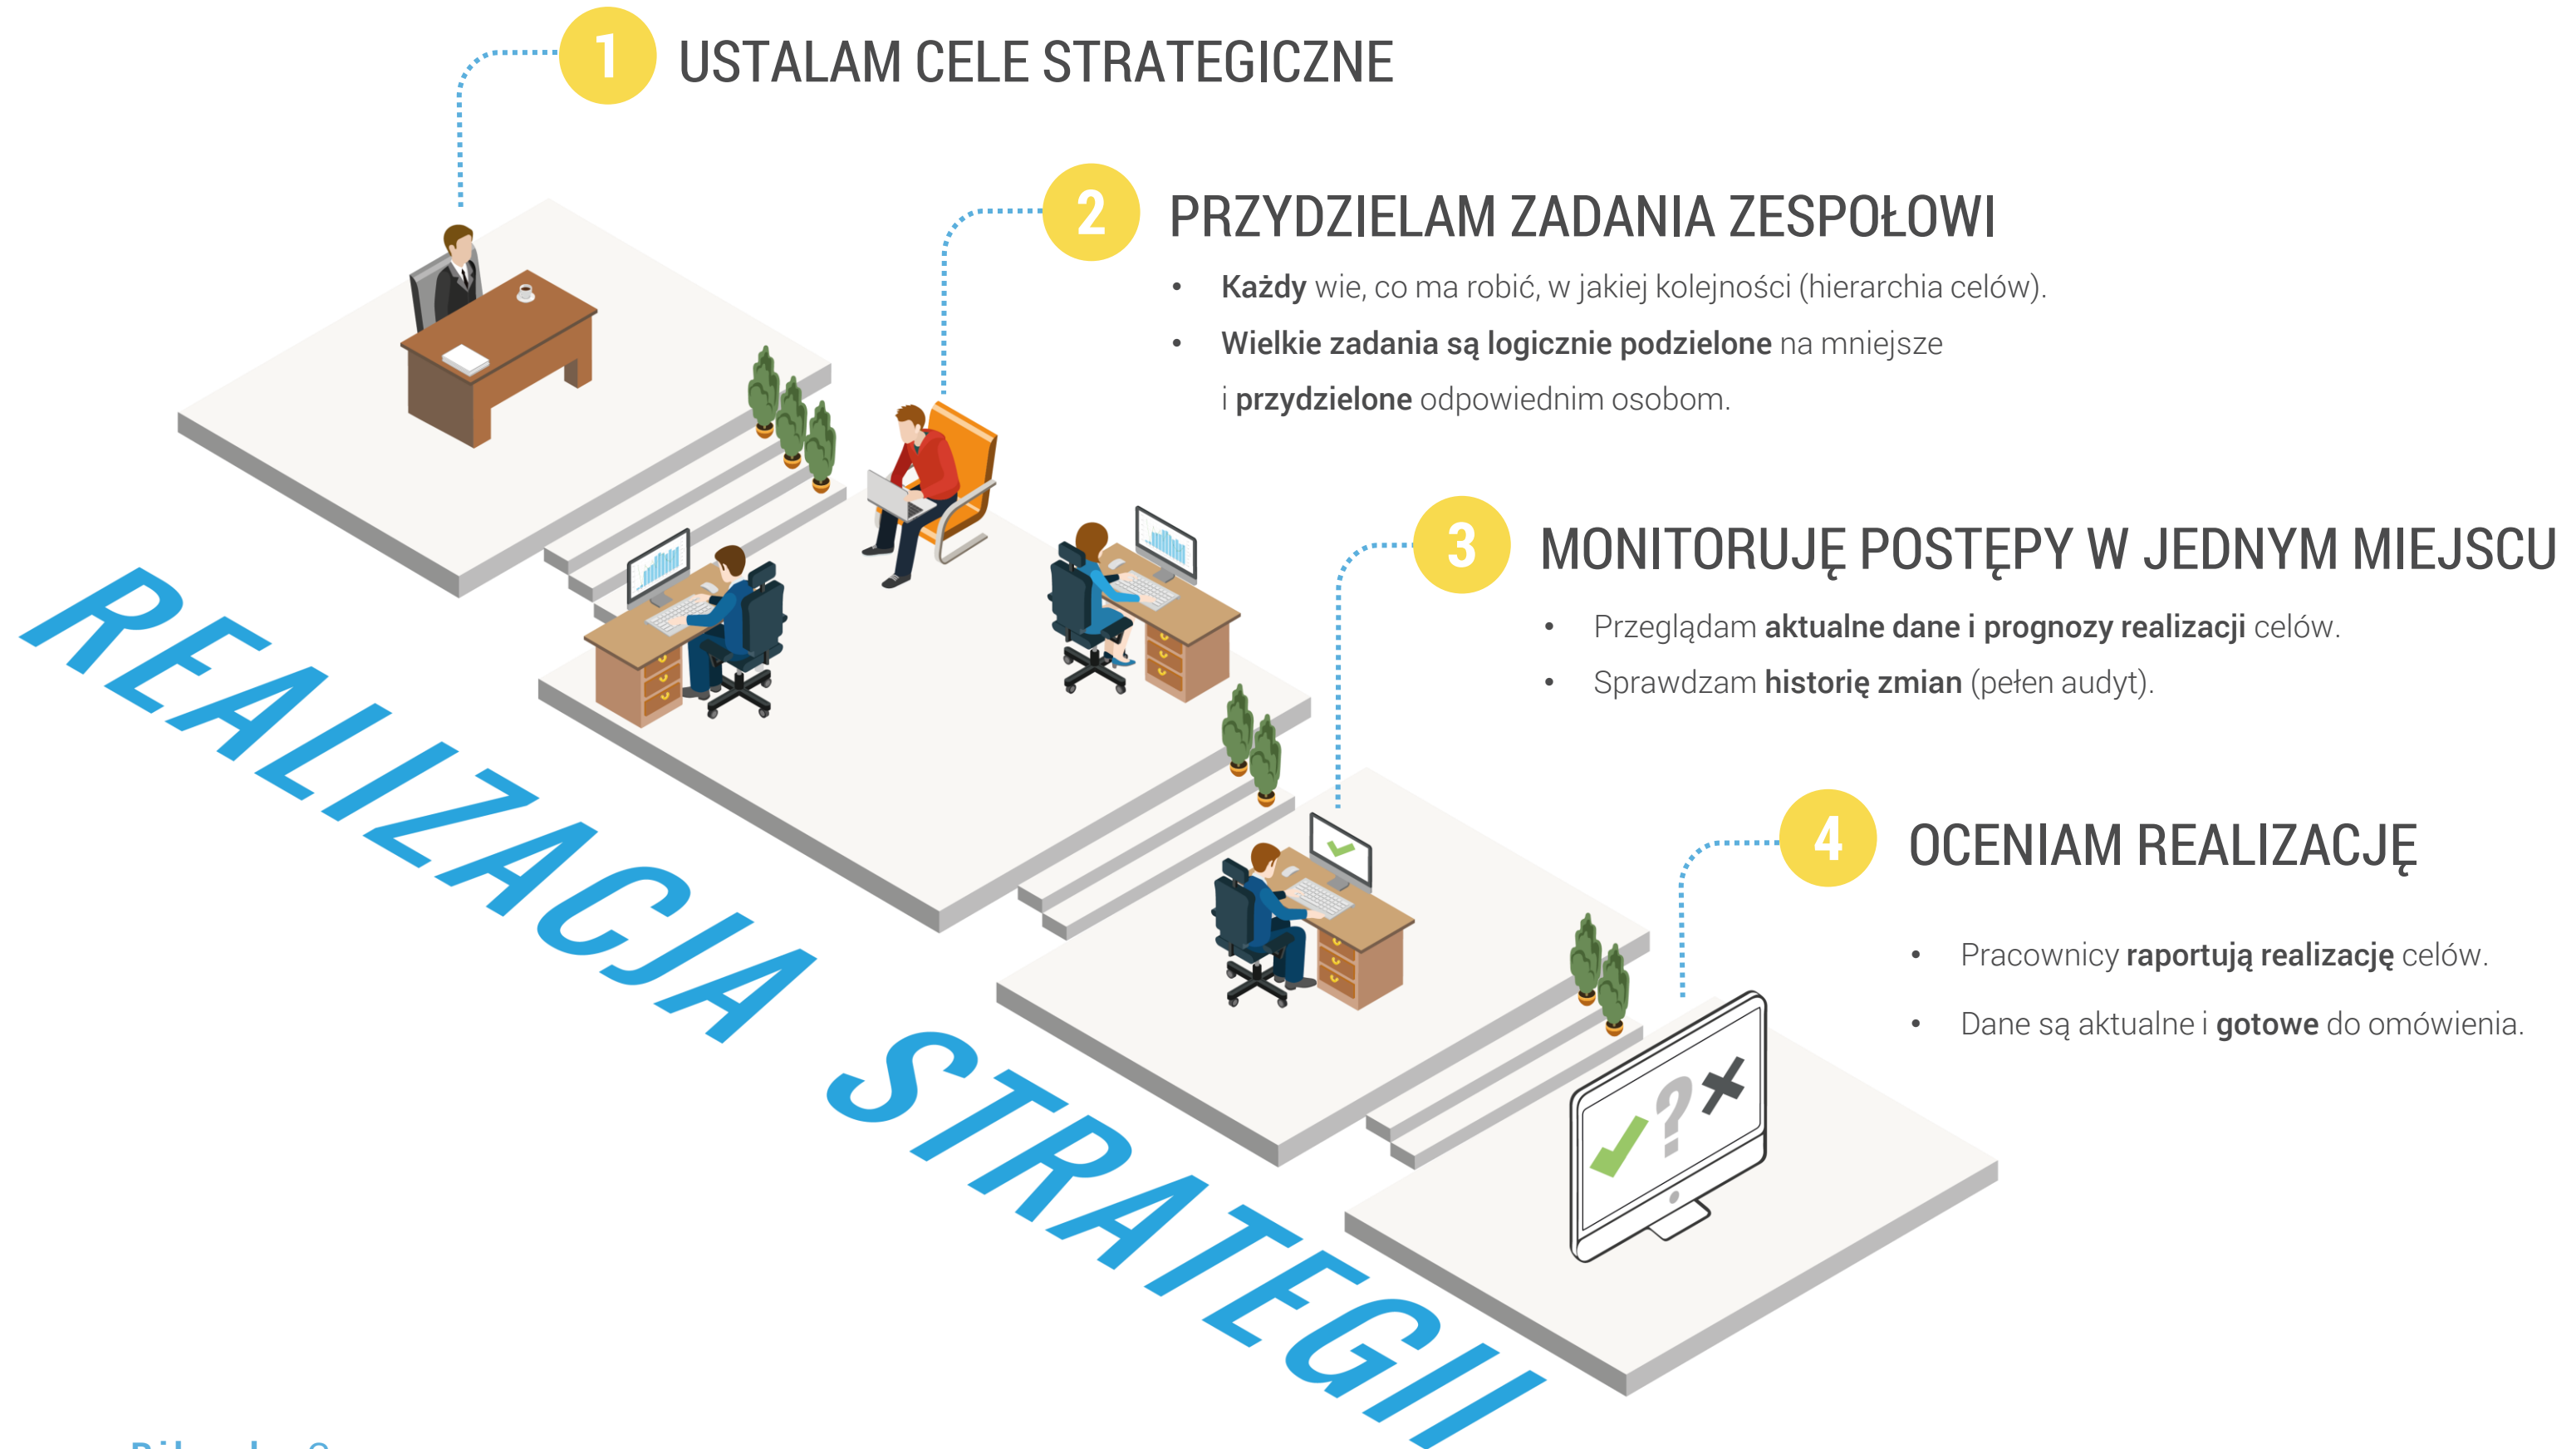 1 USTALAM CELE STRATEGICZNE
2 PRZYDZIELAM ZADANIA ZESPOŁOWI
• Każdy wie, co ma robić, w jakiej kolejności (hierarchia celów).
• Wielkie zadania są logicznie podzielone na mniejsze
i przydzielone odpowiednim osobom.
3 MONITORUJĘ POSTĘPY W JEDNYM MIEJSCU
• Przeglądam aktualne dane i prognozy realizacji celów.
• Sprawdzam historię zmian (pełen audyt).
4 OCENIAM REALIZACJĘ
• Pracownicy raportują realizację celów.
• Dane są aktualne i gotowe do omówienia.
REALIZACJA STRATEGII
?